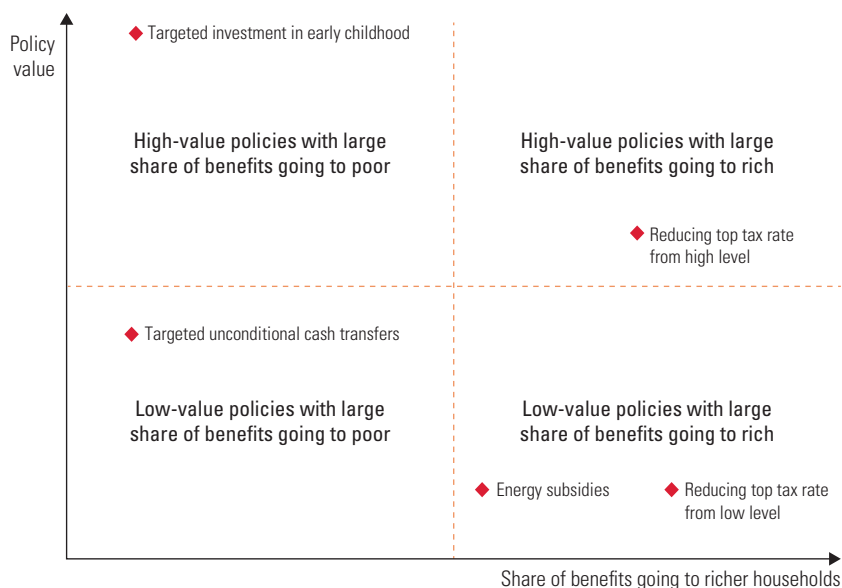 Policy
value
Targeted investment in early childhood
High-value policies with large
share of benefits going to poor
High-value policies with large
share of benefits going to rich
Reducing top tax rate
from high level
Targeted unconditional cash transfers
Low-value policies with large
share of benefits going to poor
Low-value policies with large
share of benefits going to rich
Energy subsidies
Reducing top tax rate
from low level
Share of benefits going to richer households